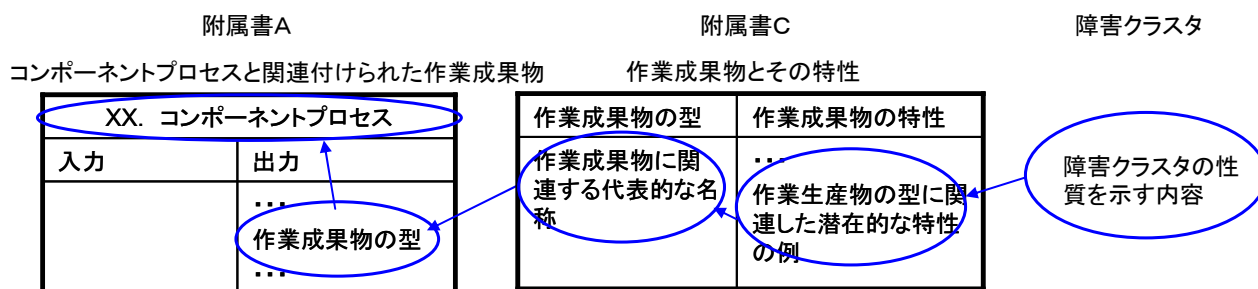 附属書A
附属書C
障害クラスタ
コンポーネントプロセスと関連付けられた作業成果物
作業成果物とその特性
XX. コンポーネントプロセス
入力
出力
・・・
作業成果物の型
・・・
作業成果物の型
作業成果物の特性
作業成果物に関
連する代表的な名
称
・・・
作業生産物の型に関
連した潜在的な特性
の例
障害クラスタの性
質を示す内容